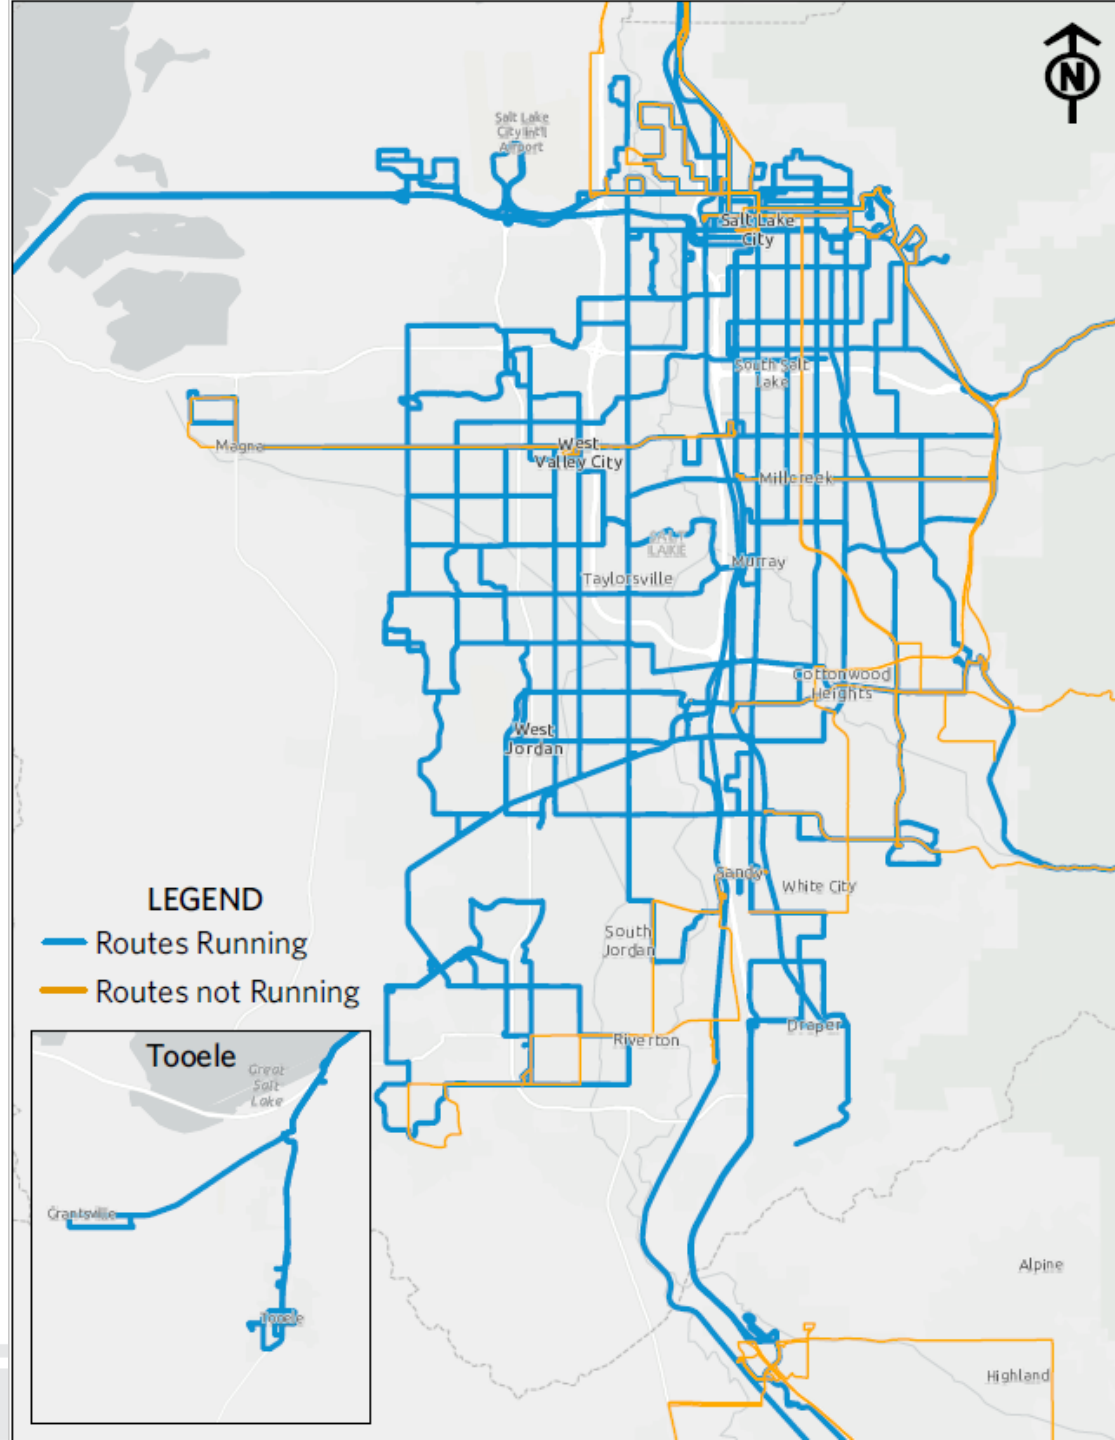 N
Salt Lake
City Int'l
Airport
Salt Lake
City
South Salt
Lake
Magna
West
Valley City
Millcreek
SALT
LAKE
Murray
Taylorsville
Cottonwood
Heights
West
Jordan
Sandy
White City
LEGEND
Routes Running
Routes not Running
South
Jordan
Draper
Riverton
Tooele
Great
Salt
Lake
Grantsville
Tooele
Alpine
Highland